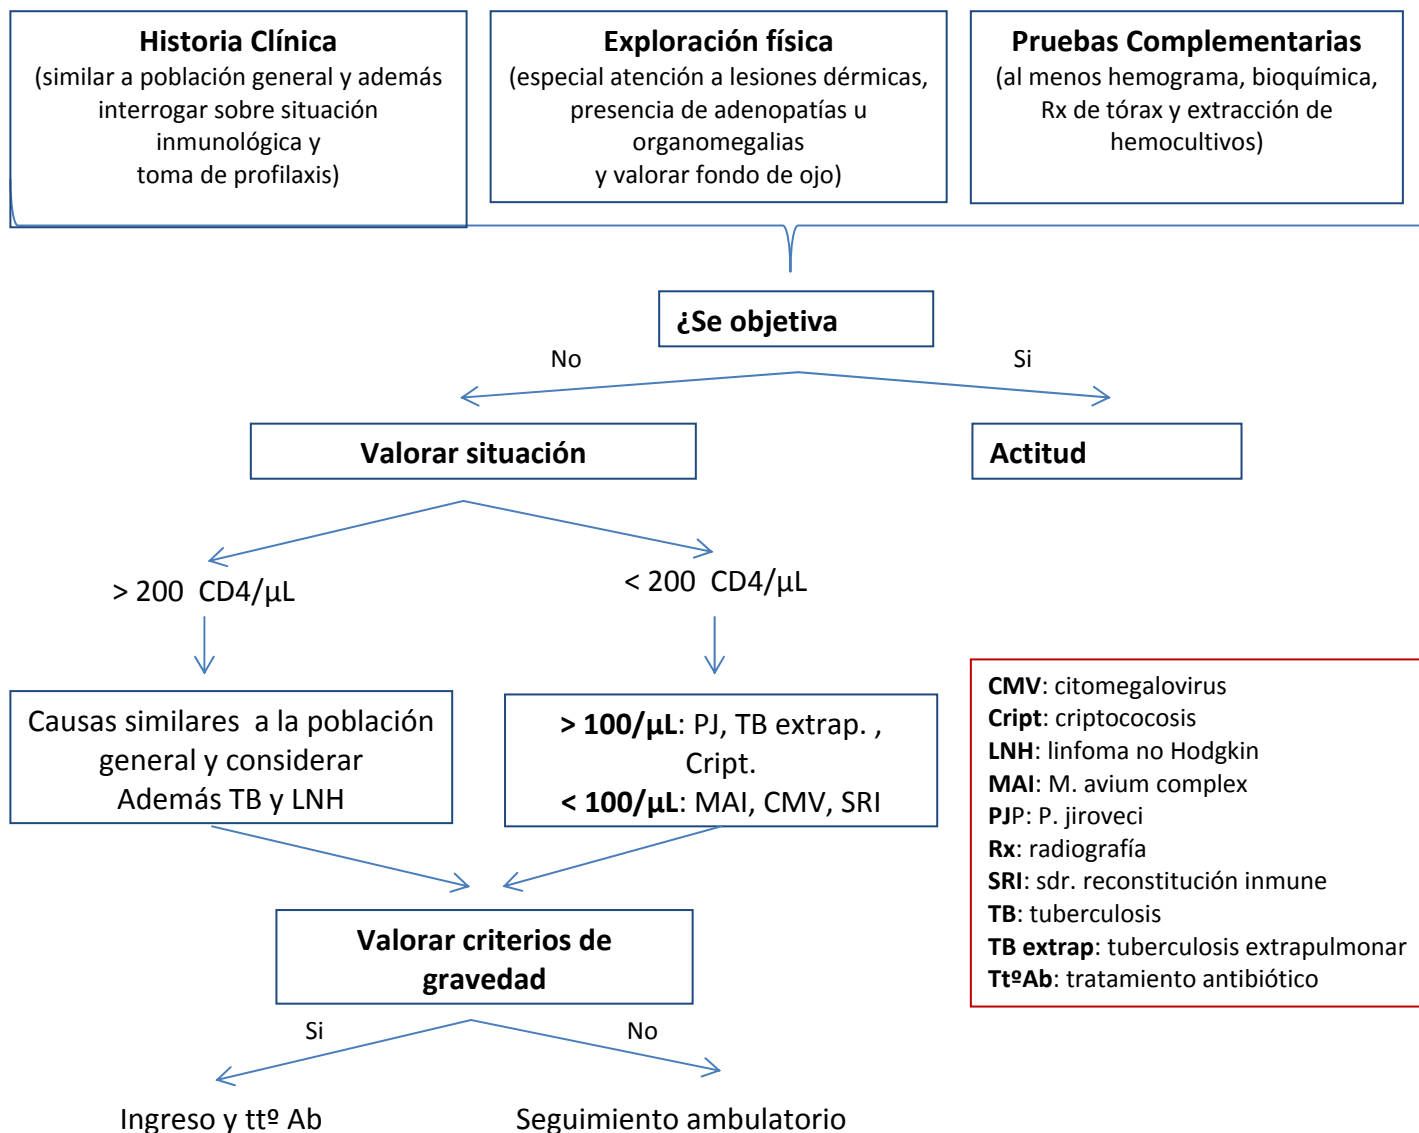 Historia Clínica
(similar a población general y además
interrogar sobre situación
inmunológica y
toma de profilaxis)
Exploración física
(especial atención a lesiones dérmicas,
presencia de adenopatías u
organomegalias
y valorar fondo de ojo)
Pruebas Complementarias
(al menos hemograma, bioquímica,
Rx de tórax y extracción de
hemocultivos)
¿Se objetiva
No
Si
Valorar situación
Actitud
> 200 CD4/µL
< 200 CD4/µL
Causas similares a la población
general y considerar
Además TB y LNH
> 100/µL: PJ, TB extrap. ,
Cript.
< 100/µL: MAI, CMV, SRI
CMV: citomegalovirus
Cript: criptococosis
LNH: linfoma no Hodgkin
MAI: M. avium complex
PJP: P. jiroveci
Rx: radiografía
SRI: sdr. reconstitución inmune
TB: tuberculosis
TB extrap: tuberculosis extrapulmonar
TtºAb: tratamiento antibiótico
Valorar criterios de
gravedad
Si
No
Ingreso y ttº Ab
Seguimiento ambulatorio